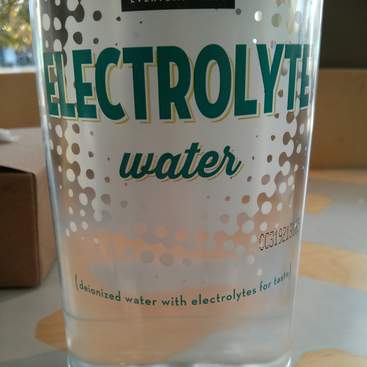 ELECTROLYTE
water
(deionized water with electrolytes for taste)